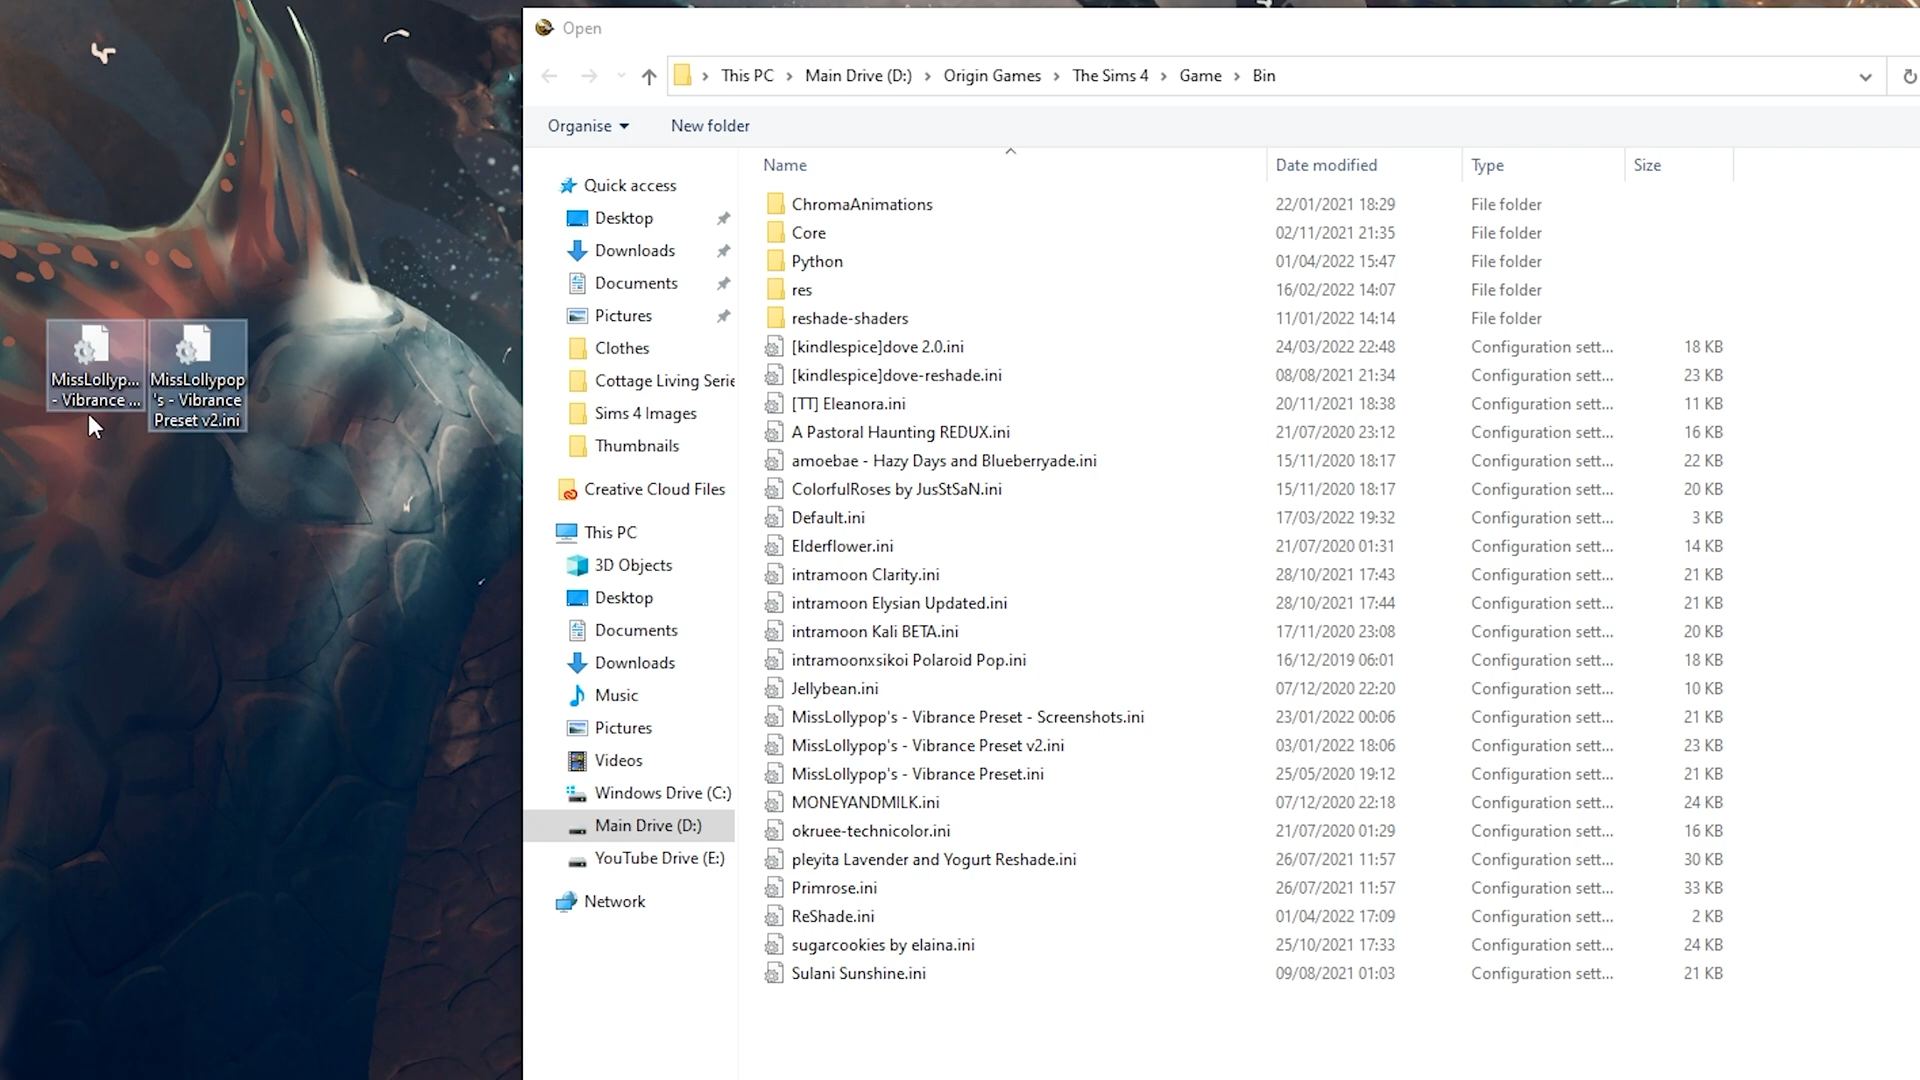 Open
This PC Main Drive (D:) Origin Games The Sims 4 Game Bin
Organise New folder
Name Date modified Type Size
Quick access
Desktop
Downloads
Documents
Pictures
Clothes
Cottage Living Serie
Sims 4 Images
Thumbnails
Creative Cloud Files
This PC
3D Objects
Desktop
Documents
Downloads
Music
Pictures
Videos
Windows Drive (C:)
Main Drive (D:)
YouTube Drive (E:)
Network
ChromaAnimations 22/01/2021 18:29 File folder
Core 02/11/2021 21:35 File folder
Python 01/04/2022 15:47 File folder
res 16/02/2022 14:07 File folder
reshade-shaders 11/01/2022 14:14 File folder
[kindlespice]dove 2.0.ini 24/03/2022 22:48 Configuration sett... 18 KB
[kindlespice]dove-reshade.ini 08/08/2021 21:34 Configuration sett... 23 KB
[TT] Eleanora.ini 20/11/2021 18:38 Configuration sett... 11 KB
A Pastoral Haunting REDUX.ini 21/07/2020 23:12 Configuration sett... 16 KB
amoebae - Hazy Days and Blueberryade.ini 15/11/2020 18:17 Configuration sett... 22 KB
ColorfulRoses by JusStSaN.ini 15/11/2020 18:17 Configuration sett... 20 KB
Default.ini 17/03/2022 19:32 Configuration sett... 3 KB
Elderflower.ini 21/07/2020 01:31 Configuration sett... 14 KB
intramoon Clarity.ini 28/10/2021 17:43 Configuration sett... 21 KB
intramoon Elysian Updated.ini 28/10/2021 17:44 Configuration sett... 21 KB
intramoon Kali BETA.ini 17/11/2020 23:08 Configuration sett... 20 KB
intramoonxsikoi Polaroid Pop.ini 16/12/2019 06:01 Configuration sett... 18 KB
Jellybean.ini 07/12/2020 22:20 Configuration sett... 10 KB
MissLollypop's - Vibrance Preset - Screenshots.ini 23/01/2022 00:06 Configuration sett... 21 KB
MissLollypop's - Vibrance Preset v2.ini 03/01/2022 18:06 Configuration sett... 23 KB
MissLollypop's - Vibrance Preset.ini 25/05/2020 19:12 Configuration sett... 21 KB
MONEYANDMILK.ini 07/12/2020 22:18 Configuration sett... 24 KB
okruee-technicolor.ini 21/07/2020 01:29 Configuration sett... 16 KB
pleyita Lavender and Yogurt Reshade.ini 26/07/2021 11:57 Configuration sett... 30 KB
Primrose.ini 26/07/2021 11:57 Configuration sett... 33 KB
ReShade.ini 01/04/2022 17:09 Configuration sett... 2 KB
sugarcookies by elaina.ini 25/10/2021 17:33 Configuration sett... 24 KB
Sulani Sunshine.ini 09/08/2021 01:03 Configuration sett... 21 KB
MissLollyp...
- Vibrance ...
MissLollypop
's - Vibrance
Preset v2.ini